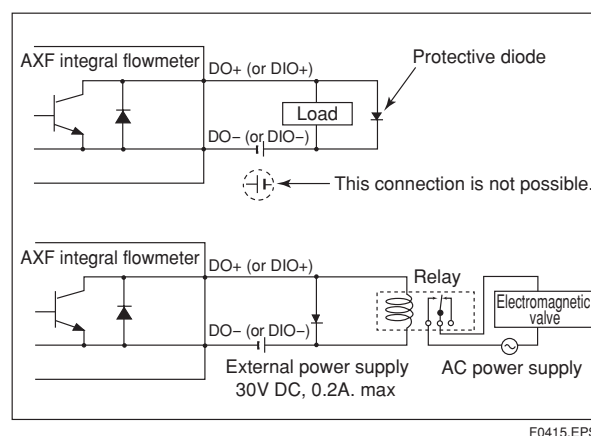 AXF integral flowmeter
DO+ (or DIO+)
Protective diode
Load
DO− (or DIO−)
This connection is not possible.
AXF integral flowmeter
DO+ (or DIO+)
Relay
Electromagnetic
valve
DO− (or DIO−)
External power supply
30V DC, 0.2A. max
AC power supply
F0415.EPS